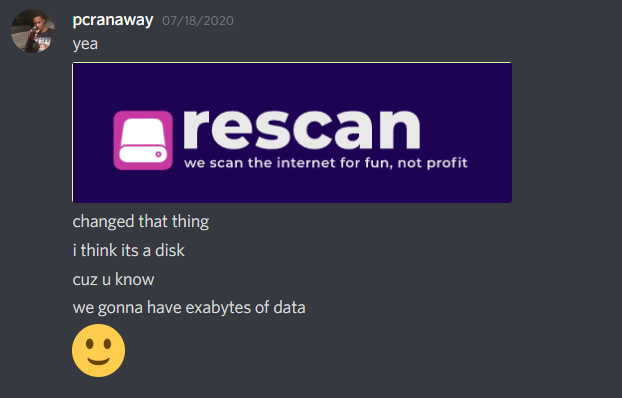 pcranaway 07/18/2020
yea
rescan
we scan the internet for fun, not profit
changed that thing
i think its a disk
cuz u know
we gonna have exabytes of data